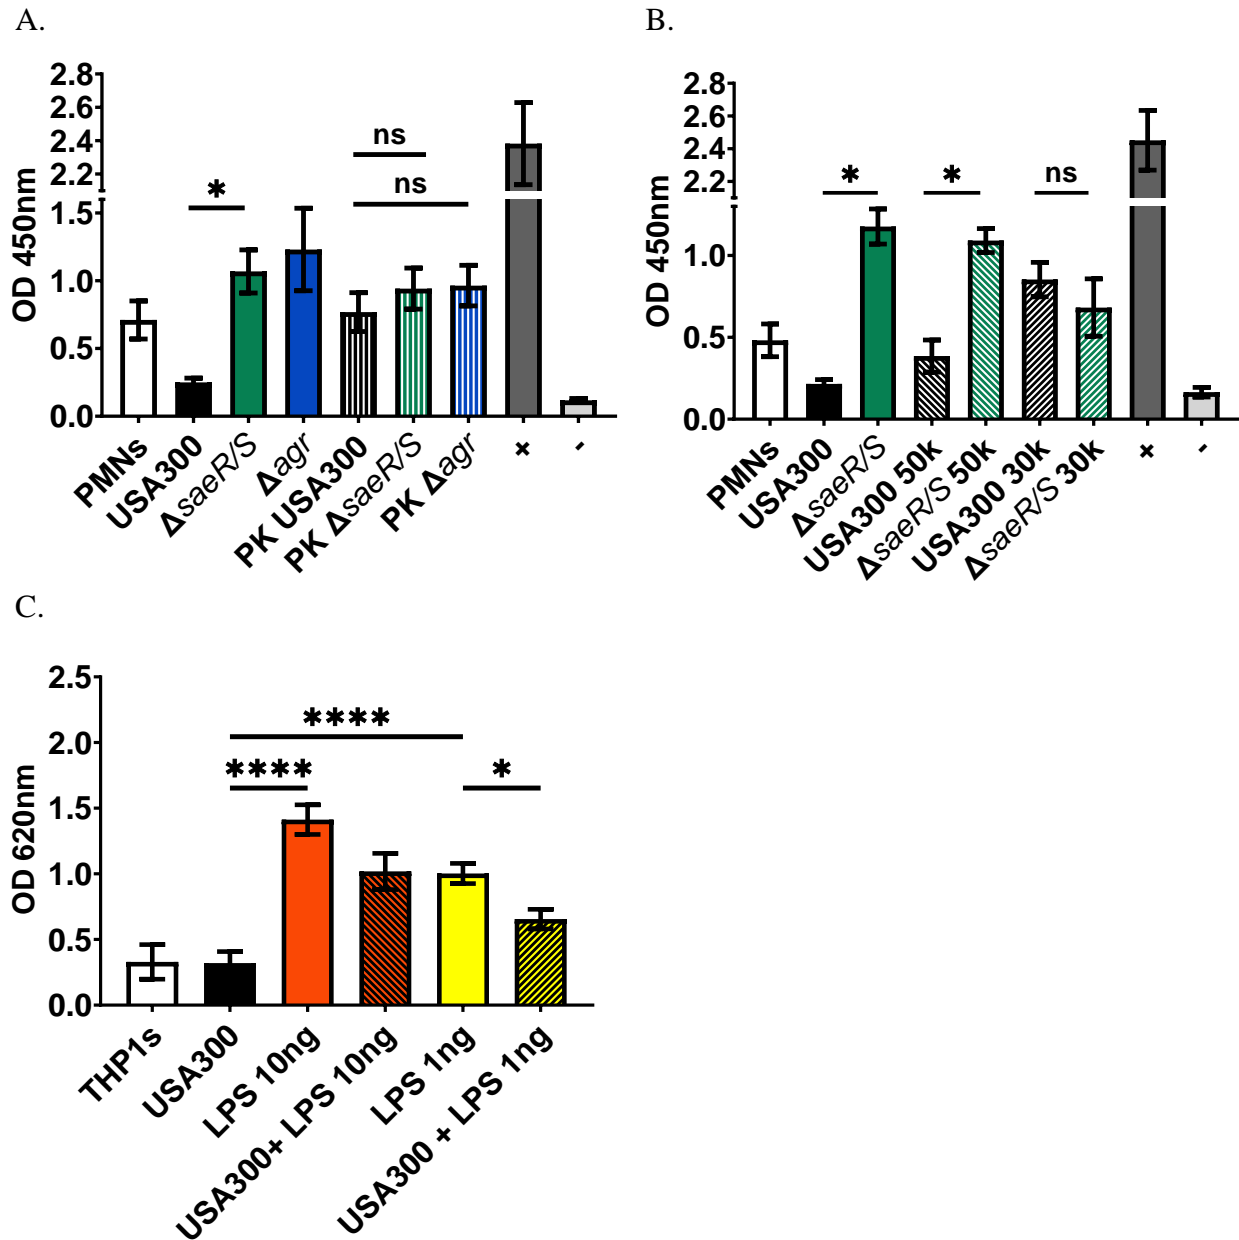 A.
OD 450nm
2.8
2.6
2.4
2.2
1.5
1.0
0.5
0.0
*
ns
ns
PMNs
USA300
ΔsaeR/S
Δagr
PK USA300
PK ΔsaeR/S
PK Δagr
+
-
B.
OD 450nm
2.8
2.6
2.4
2.2
1.0
0.5
0.0
*
*
ns
PMNs
USA300
ΔsaeR/S
USA300 50k
ΔsaeR/S 50k
USA300 30k
ΔsaeR/S 30k
+
-
C.
OD 620nm
2.5
2.0
1.5
1.0
0.5
0.0
****
****
*
THP1s
USA300
LPS 10ng
USA300+ LPS 10ng
LPS 1ng
USA300 + LPS 1ng